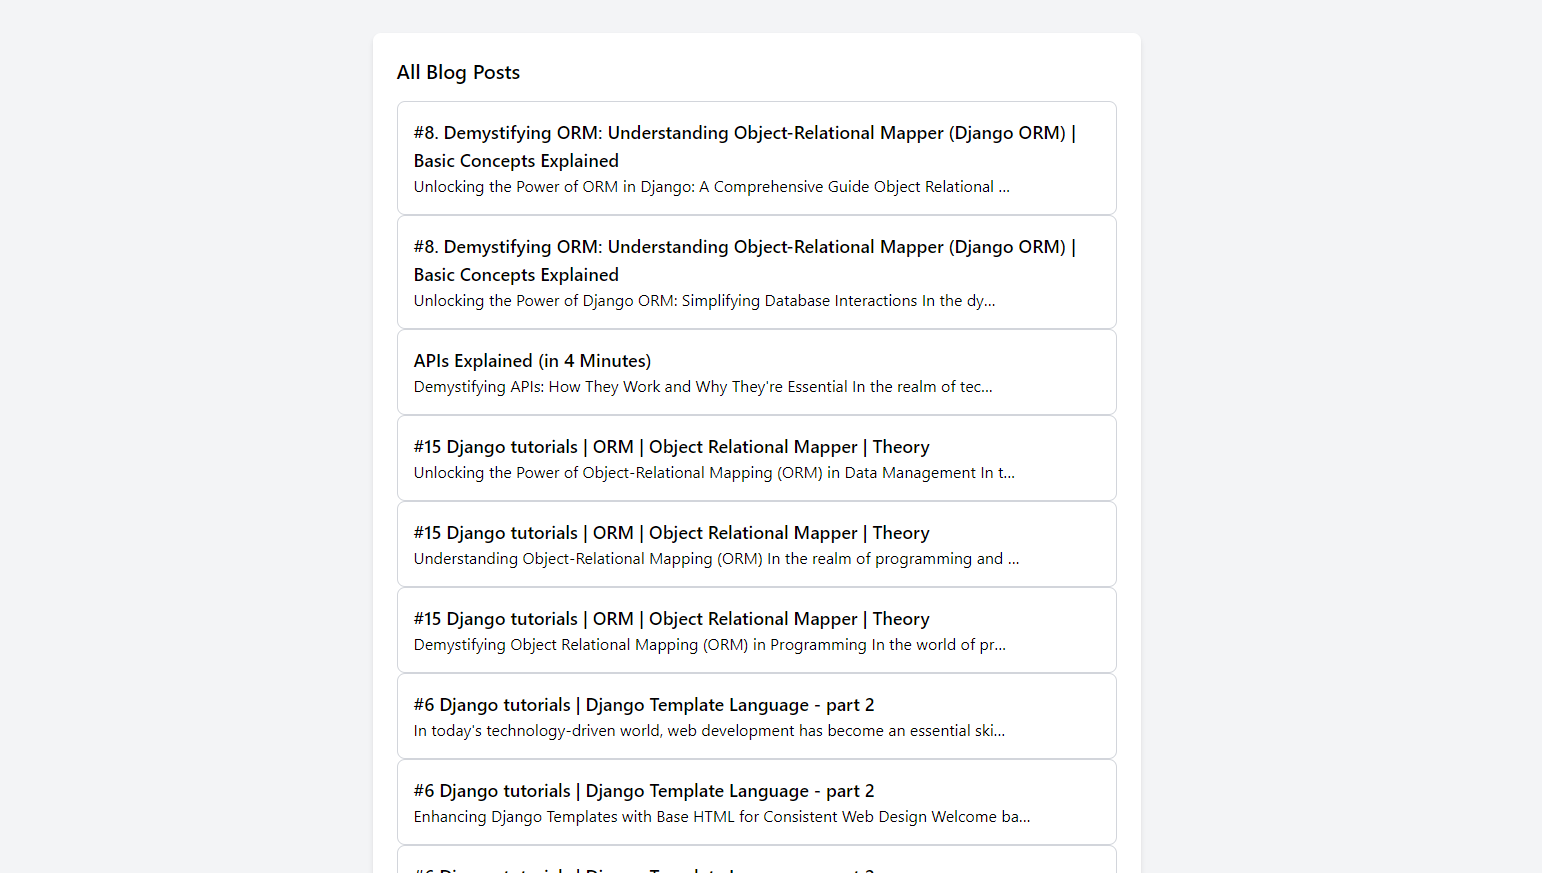 All Blog Posts
#8. Demystifying ORM: Understanding Object-Relational Mapper (Django ORM) |
Basic Concepts Explained
Unlocking the Power of ORM in Django: A Comprehensive Guide Object Relational ...
#8. Demystifying ORM: Understanding Object-Relational Mapper (Django ORM) |
Basic Concepts Explained
Unlocking the Power of Django ORM: Simplifying Database Interactions In the dy...
APIs Explained (in 4 Minutes)
Demystifying APIs: How They Work and Why They're Essential In the realm of tec...
#15 Django tutorials | ORM | Object Relational Mapper | Theory
Unlocking the Power of Object-Relational Mapping (ORM) in Data Management In t...
#15 Django tutorials | ORM | Object Relational Mapper | Theory
Understanding Object-Relational Mapping (ORM) In the realm of programming and ...
#15 Django tutorials | ORM | Object Relational Mapper | Theory
Demystifying Object Relational Mapping (ORM) in Programming In the world of pr...
#6 Django tutorials | Django Template Language - part 2
In today's technology-driven world, web development has become an essential ski...
#6 Django tutorials | Django Template Language - part 2
Enhancing Django Templates with Base HTML for Consistent Web Design Welcome ba...